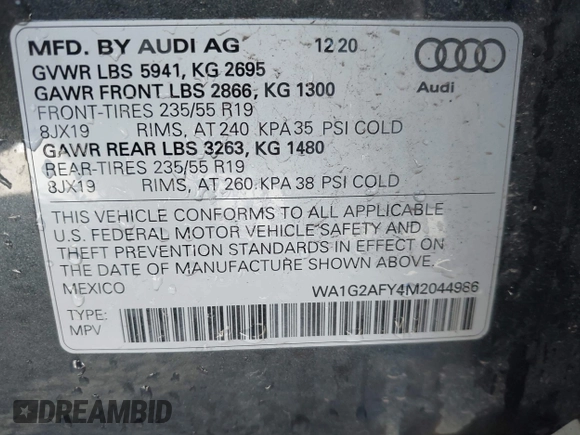 MFD. BY AUDI AG 12 20
GVWR LBS 5941, KG 2695
GAWR FRONT LBS 2866, KG 1300
FRONT-TIRES 235/55 R19
8JX19 RIMS, AT 240 KPA 35 PSI COLD
GAWR REAR LBS 3263, KG 1480
REAR-TIRES 235/55 R19
8JX19 RIMS, AT 260 KPA 38 PSI COLD
Audi
THIS VEHICLE CONFORMS TO ALL APPLICABLE
U.S. FEDERAL MOTOR VEHICLE SAFETY AND
THEFT PREVENTION STANDARDS IN EFFECT ON
THE DATE OF MANUFACTURE SHOWN ABOVE.
MEXICO WA1G2AFY4M2044986
TYPE:
MPV
DREAMBID